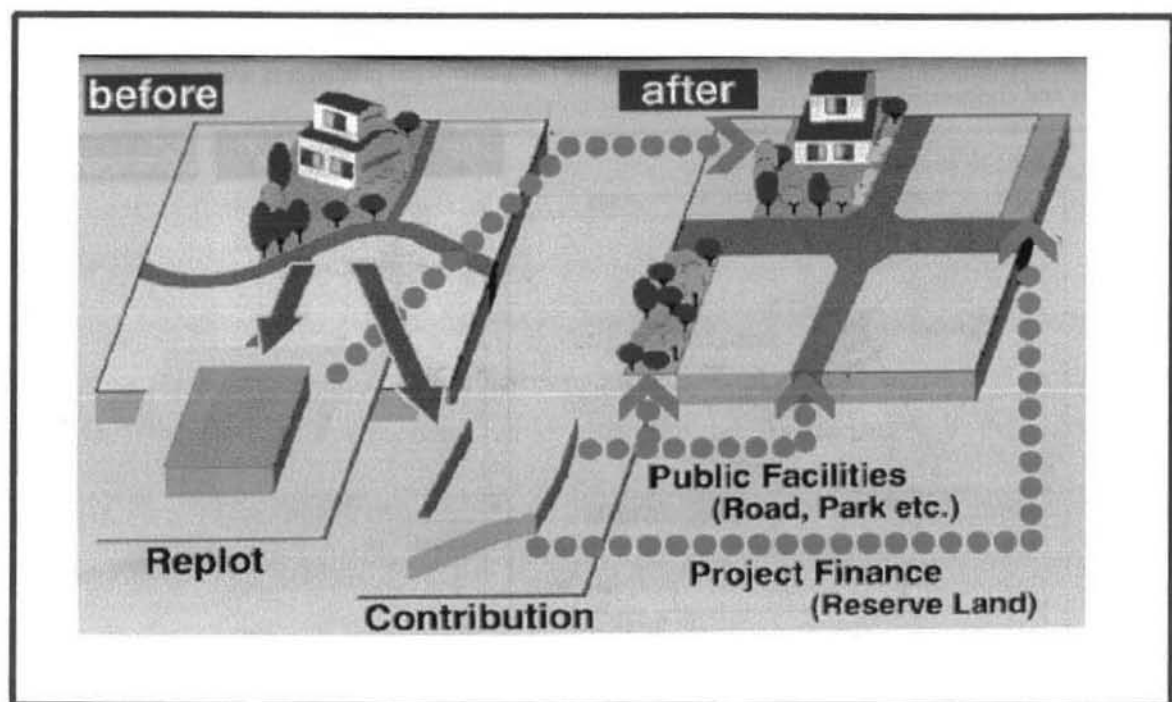 before
after
Replot
Contribution
Public Facilities
(Road, Park etc.)
Project Finance
(Reserve Land)